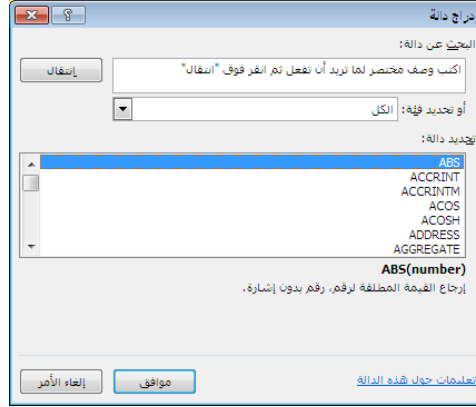 دراج دالة
البحث عن دالة:
اكتب وصف مختصر لما تريد أن تفعل ثم انقر فوق "انتقال"
إنتقال
أو تحديد فئة: الكل
تحديد دالة:
ABS
ACCRINT
ACCRINTM
ACOS
ACOSH
ADDRESS
AGGREGATE
ABS(number)
إرجاع القيمة المطلقة لرقم، رقم بدون إشارة.
تعليمات حول هذه الدالة
موافق
إلغاء الأمر